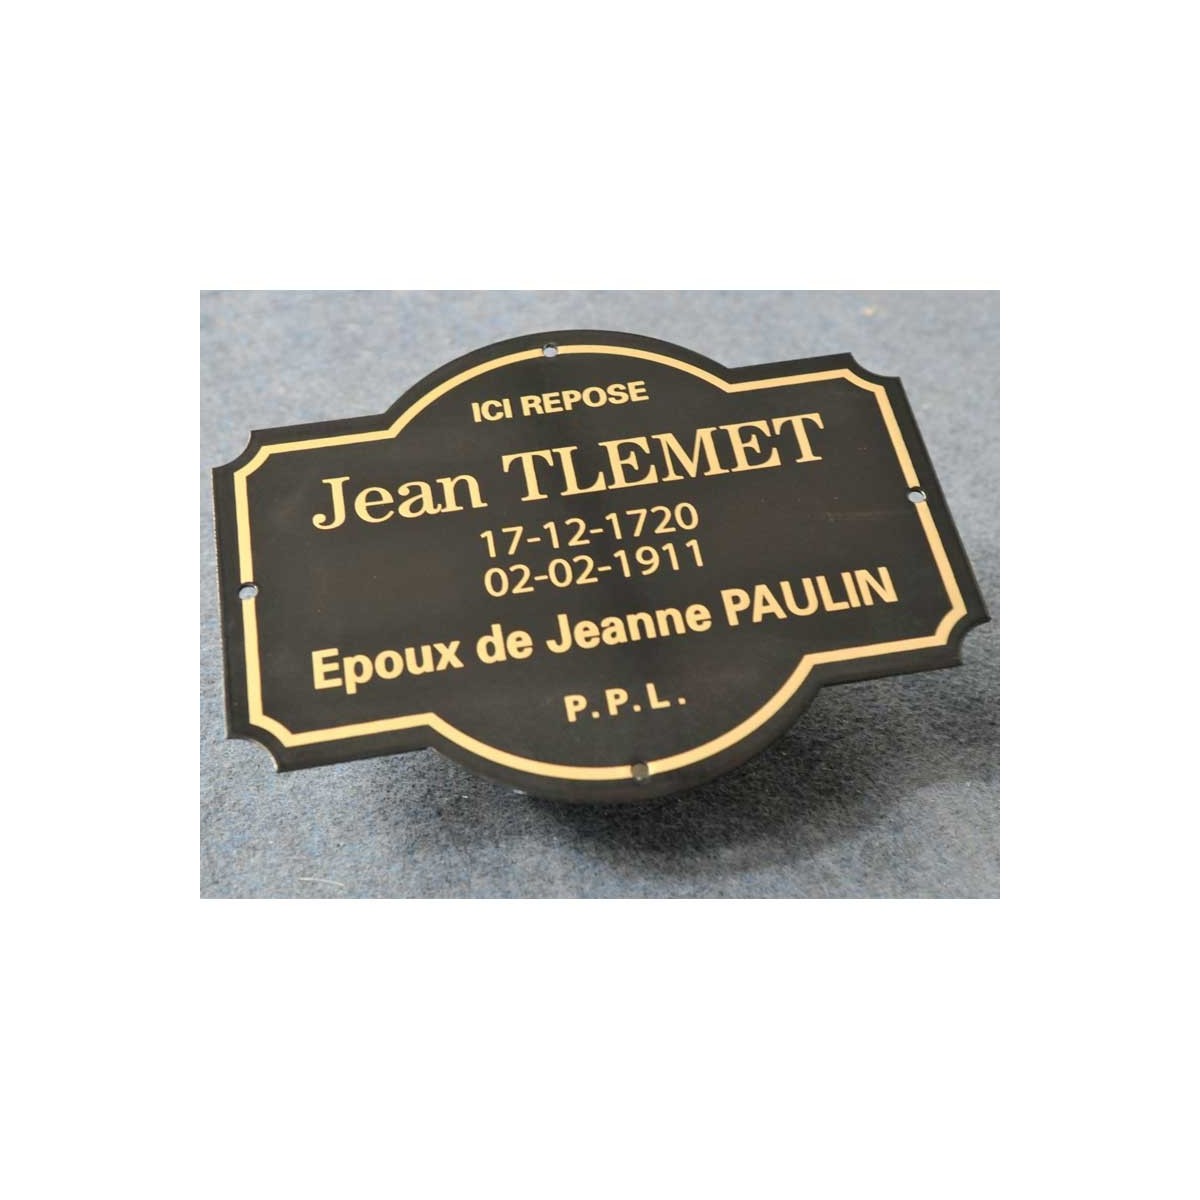 ICI REPOSE
Jean TLEMET
17-12-1720
02-02-1911
Epoux de Jeanne PAULIN
P.P.L.